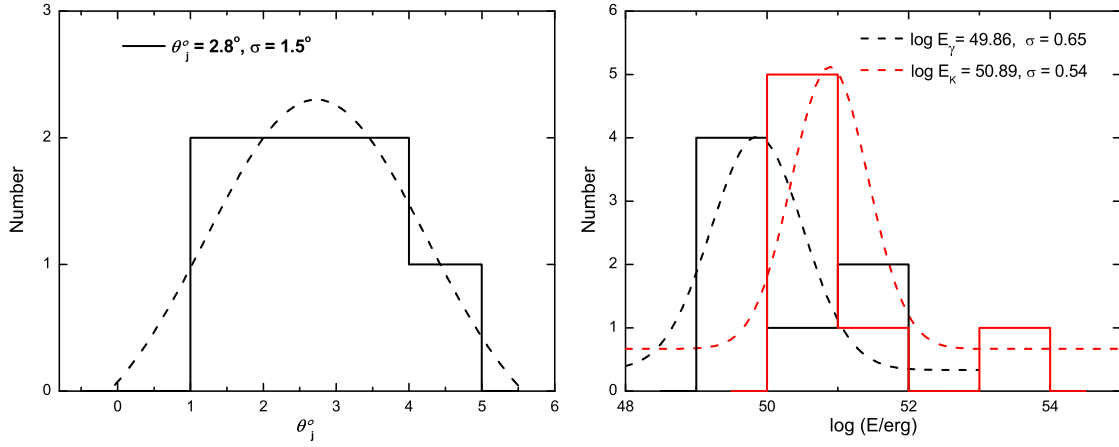 θ°j = 2.8°, σ = 1.5°
3
2
1
0
Number
0 1 2 3 4 5 6
θ°j
log Eγ = 49.86, σ = 0.65
log EK = 50.89, σ = 0.54
6
5
4
3
2
1
0
Number
48 50 52 54
log (E/erg)